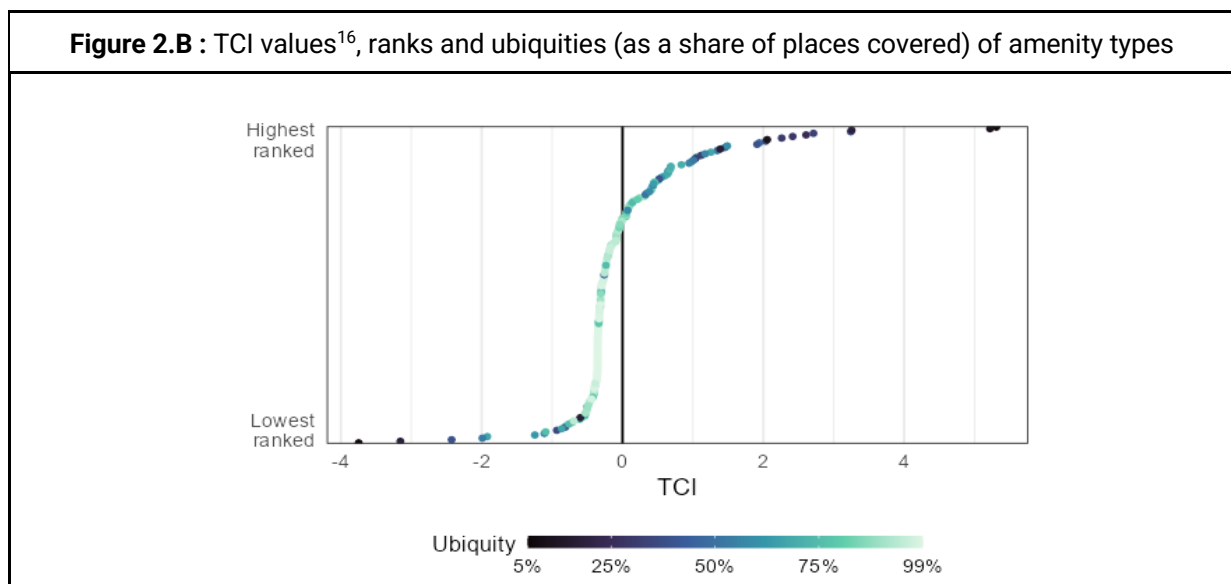 Figure 2.B : TCI values16, ranks and ubiquities (as a share of places covered) of amenity types
Highest
ranked
Lowest
ranked
-4 -2 0 2 4
TCI
Ubiquity
5% 25% 50% 75% 99%